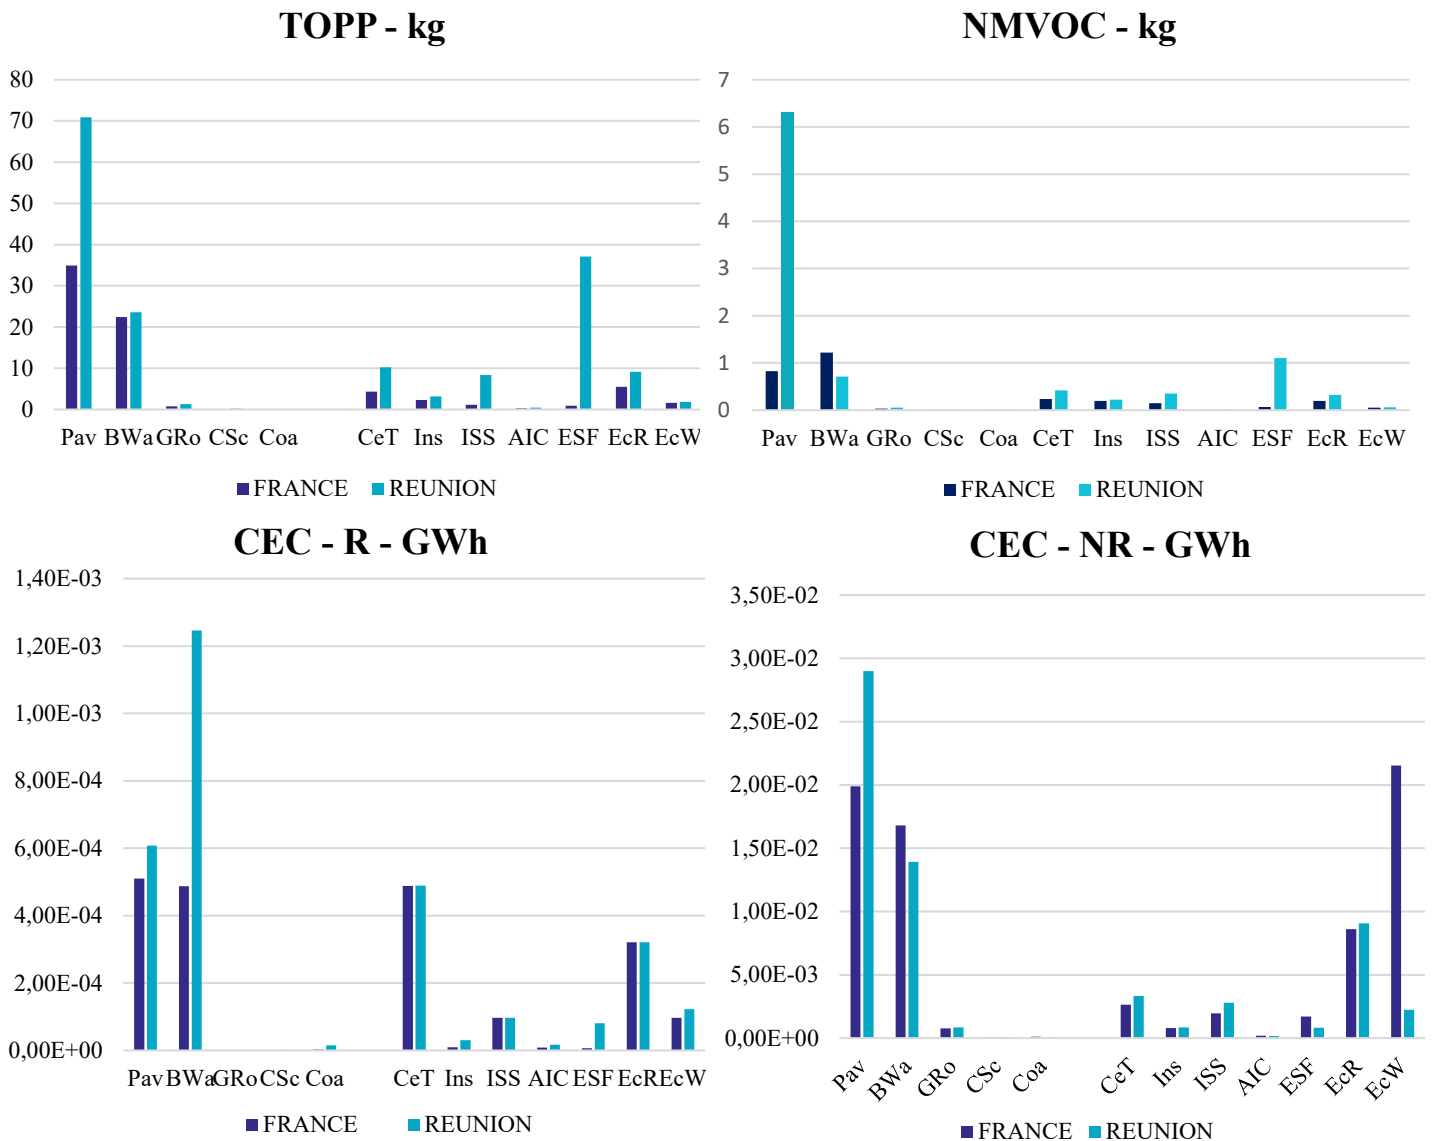 TOPP - kg
80
70
60
50
40
30
20
10
0
Pav BWa GRo CSc Coa CeT Ins ISS AIC ESF EcR EcW
FRANCE REUNION
NMVOC - kg
7
6
5
4
3
2
1
0
Pav BWa GRo CSc Coa CeT Ins ISS AIC ESF EcR EcW
FRANCE REUNION
CEC - R - GWh
1,40E-03
1,20E-03
1,00E-03
8,00E-04
6,00E-04
4,00E-04
2,00E-04
0,00E+00
Pav BWa GRo CSc Coa CeT Ins ISS AIC ESF EcR EcW
FRANCE REUNION
CEC - NR - GWh
3,50E-02
3,00E-02
2,50E-02
2,00E-02
1,50E-02
1,00E-02
5,00E-03
0,00E+00
Pav BWa GRo CSc Coa CeT Ins ISS AIC ESF EcR EcW
FRANCE REUNION